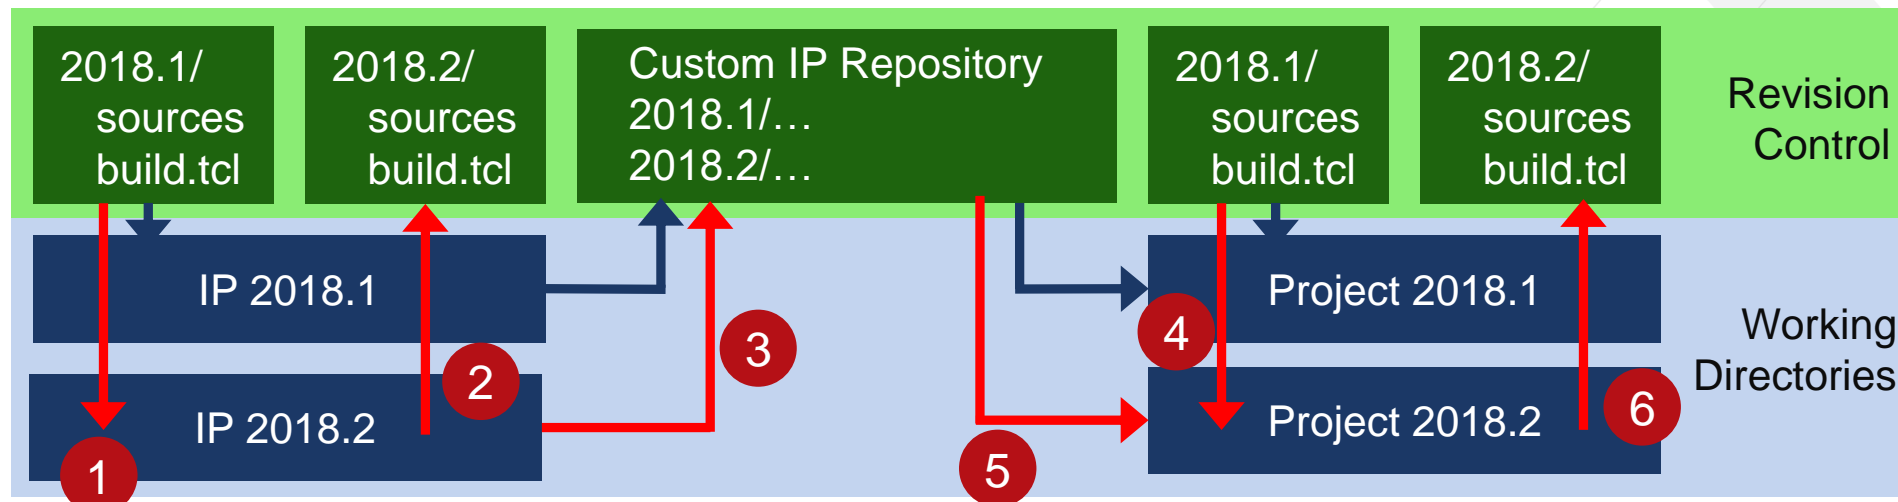 2018.1/
sources
build.tcl
2018.2/
sources
build.tcl
Custom IP Repository
2018.1/…
2018.2/…
2018.1/
sources
build.tcl
2018.2/
sources
build.tcl
Revision
Control
IP 2018.1
Project 2018.1
Working
Directories
IP 2018.2
Project 2018.2
1
2
3
4
5
6